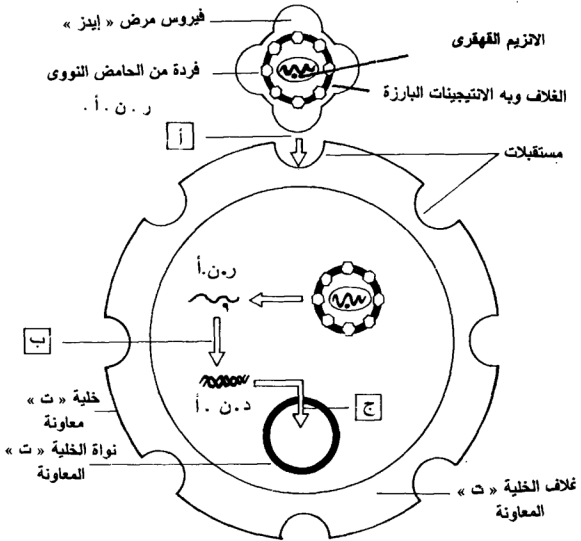 فيروس مرض « إيدز »
الانزيم القهقرى
فردة من الحامض النووى
ر . ن . أ .
الغلاف وبه الانتيجينات البارزة
أ
مستقبلات
ر.ن.أ
ب
د.ن . أ
ج
خلية « ت »
معاونة
نواة الخلية « ت »
المعاونة
غلاف الخلية « ت »
المعاونة